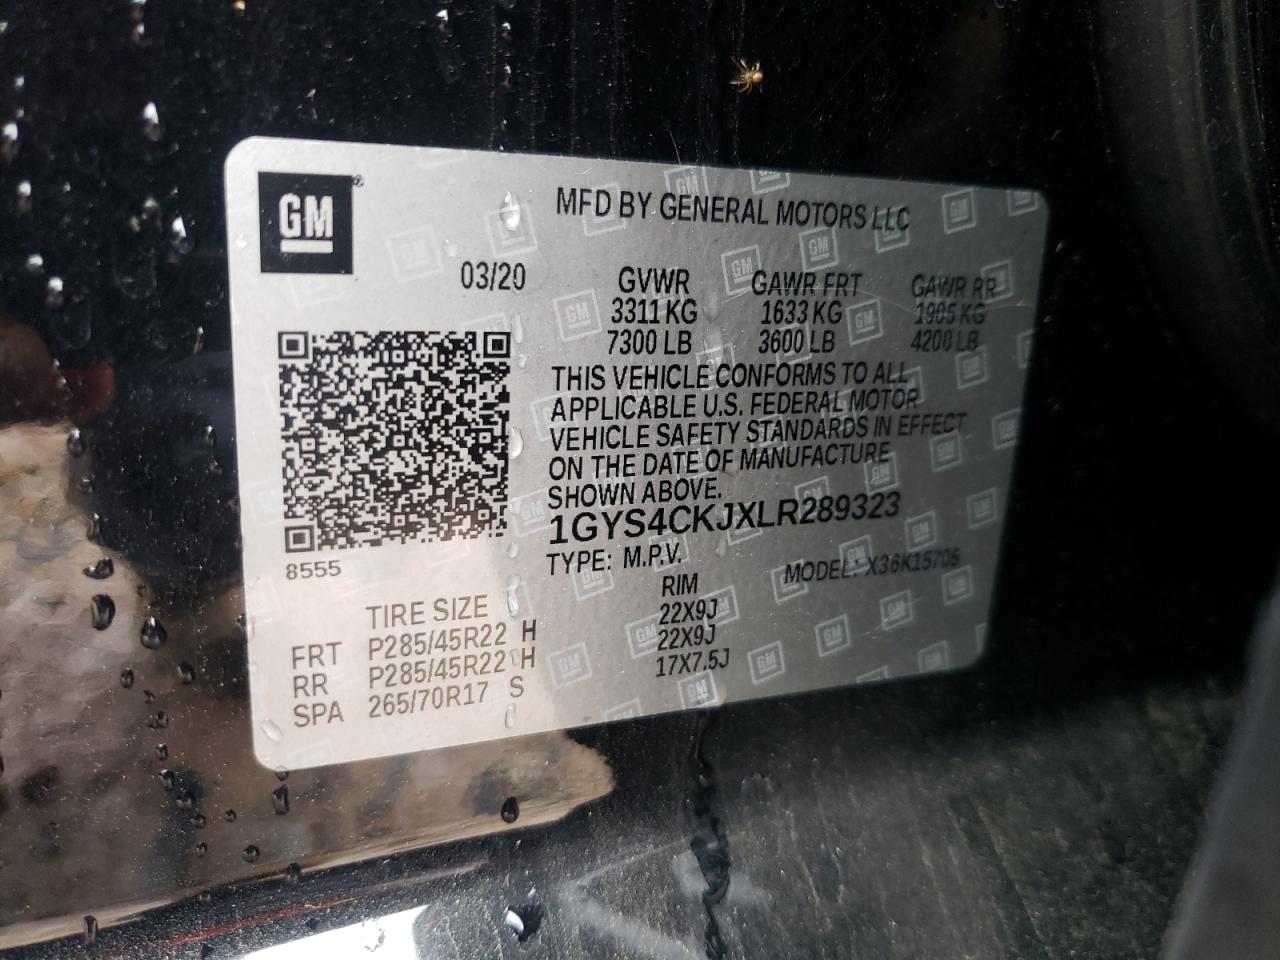 GM
MFD BY GENERAL MOTORS LLC
03/20
GVWR GAWR FRT GAWR RR
3311 KG 1633 KG 1905 KG
7300 LB 3600 LB 4200 LB
THIS VEHICLE CONFORMS TO ALL
APPLICABLE U.S. FEDERAL MOTOR
VEHICLE SAFETY STANDARDS IN EFFECT
ON THE DATE OF MANUFACTURE
SHOWN ABOVE.
1GYS4CKJXLR289323
TYPE: M.P.V. MODEL: X36K15706
8555
TIRE SIZE RIM
FRT P285/45R22 H 22X9J
RR P285/45R22 H 22X9J
SPA 265/70R17 S 17X7.5J